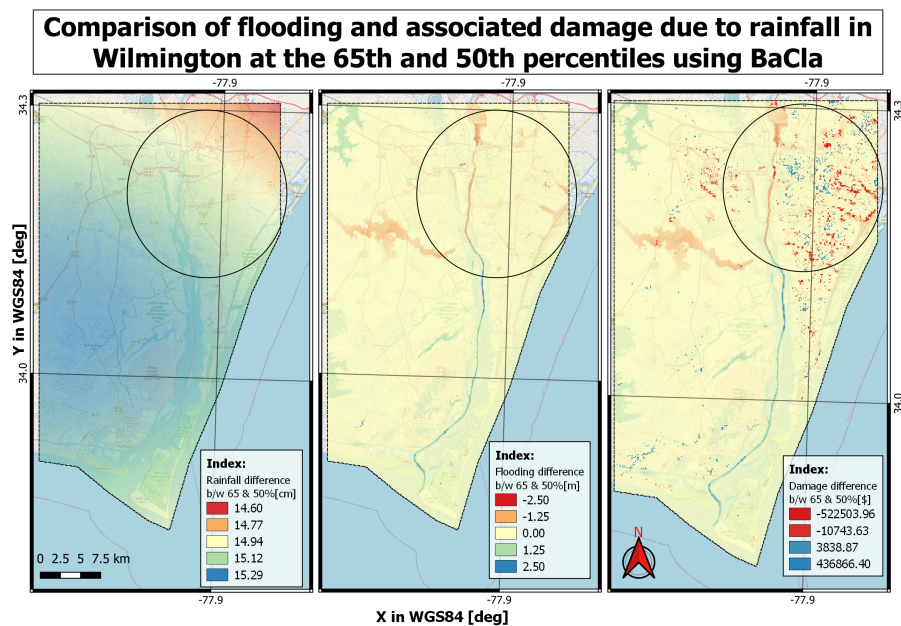 Comparison of flooding and associated damage due to rainfall in
Wilmington at the 65th and 50th percentiles using BaCla
-77.9
-77.9
-77.9
34.3
34.3
Y in WGS84 [deg]
34.0
34.0
Index:
Rainfall difference
b/w 65 & 50%[cm]
14.60
14.77
14.94
15.12
15.29
0 2.5 5 7.5 km
Index:
Flooding difference
b/w 65 & 50%[m]
-2.50
-1.25
0.00
1.25
2.50
Index:
Damage difference
b/w 65 & 50%[$]
-522503.96
-10743.63
3838.87
436866.40
N
-77.9
-77.9
-77.9
X in WGS84 [deg]